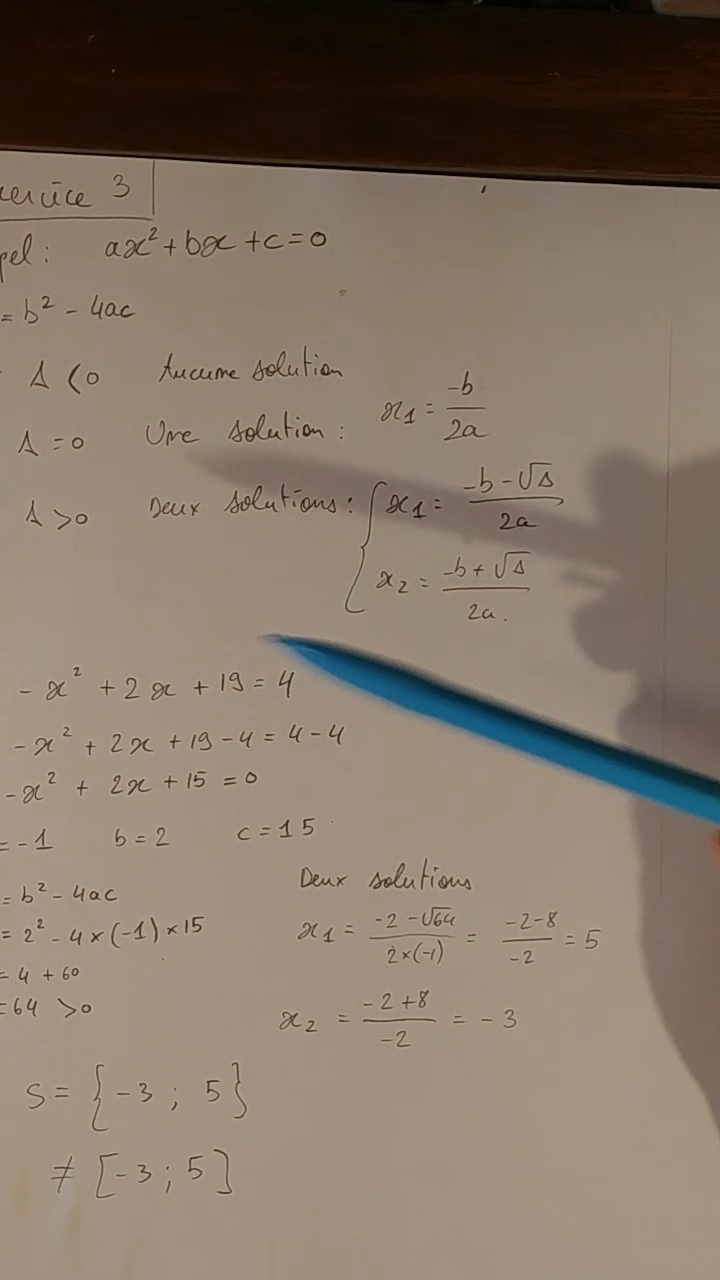 ercice 3
pel : ax² + bx + c = 0
= b² - 4ac
Δ < 0 Aucune solution
Δ = 0 Une solution : x₁ = -b / 2a
Δ > 0 Deux solutions : { x₁ = -b - √Δ / 2a
x₂ = -b + √Δ / 2a .
- x² + 2x + 19 = 4
- x² + 2x + 19 - 4 = 4 - 4
- x² + 2x + 15 = 0
= -1 b = 2 c = 15
= b² - 4ac
= 2² - 4 × (-1) × 15
= 4 + 60
= 64 > 0
Deux solutions
x₁ = -2 - √64 / 2×(-1) = -2-8 / -2 = 5
x₂ = -2 + 8 / -2 = -3
S = { -3 ; 5 }
≠ [ -3 ; 5 ]